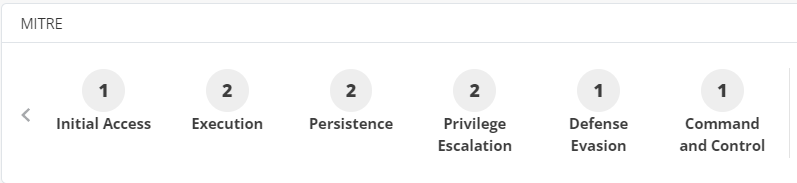 MITRE
1
Initial Access
2
Execution
2
Persistence
2
Privilege
Escalation
1
Defense
Evasion
1
Command
and Control